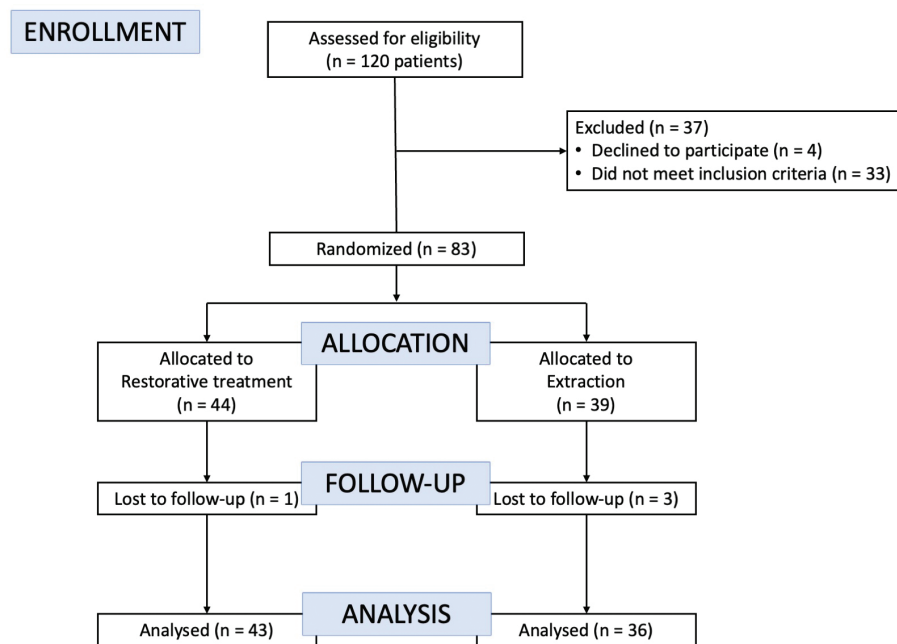 ENROLLMENT
Assessed for eligibility
(n = 120 patients)
Excluded (n = 37)
• Declined to participate (n = 4)
• Did not meet inclusion criteria (n = 33)
Randomized (n = 83)
ALLOCATION
Allocated to
Restorative treatment
(n = 44)
Allocated to
Extraction
(n = 39)
FOLLOW-UP
Lost to follow-up (n = 1)
Lost to follow-up (n = 3)
ANALYSIS
Analysed (n = 43)
Analysed (n = 36)